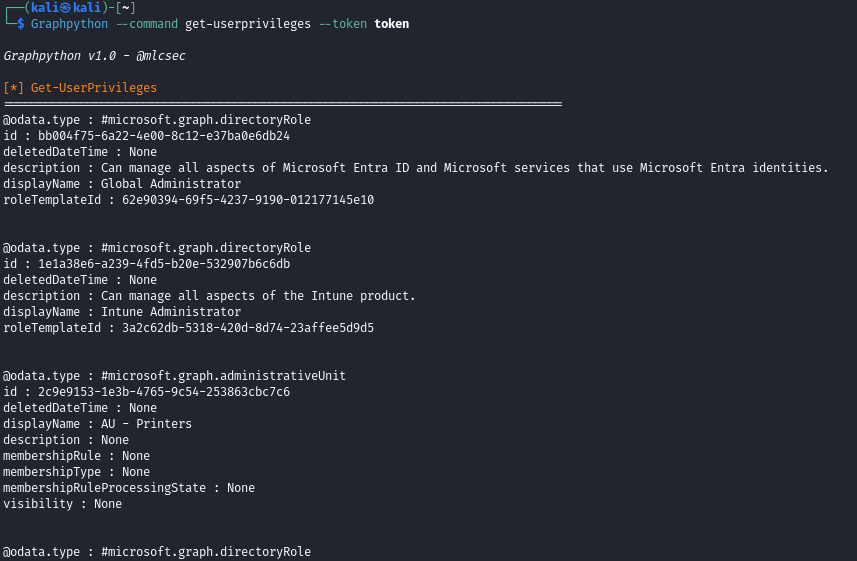 ┌──(kali㉿kali)-[~]
└─$ Graphpython --command get-userprivileges --token token
Graphpython v1.0 - @mlcsec
[*] Get-UserPrivileges
================================================================================
@odata.type : #microsoft.graph.directoryRole
id : bb004f75-6a22-4e00-8c12-e37ba0e6db24
deletedDateTime : None
description : Can manage all aspects of Microsoft Entra ID and Microsoft services that use Microsoft Entra identities.
displayName : Global Administrator
roleTemplateId : 62e90394-69f5-4237-9190-012177145e10
@odata.type : #microsoft.graph.directoryRole
id : 1e1a38e6-a239-4fd5-b20e-532907b6c6db
deletedDateTime : None
description : Can manage all aspects of the Intune product.
displayName : Intune Administrator
roleTemplateId : 3a2c62db-5318-420d-8d74-23affee5d9d5
@odata.type : #microsoft.graph.administrativeUnit
id : 2c9e9153-1e3b-4765-9c54-253863cbc7c6
deletedDateTime : None
displayName : AU - Printers
description : None
membershipRule : None
membershipType : None
membershipRuleProcessingState : None
visibility : None
@odata.type : #microsoft.graph.directoryRole